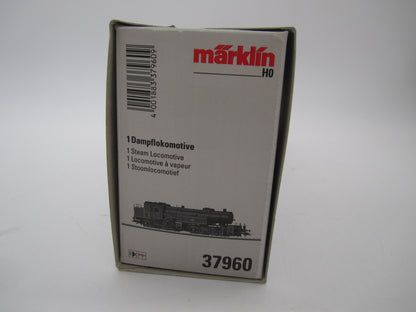 märklin
H0
4 001883 379609
1 Dampflokomotive
1 Steam Locomotive
1 Locomotive à vapeur
1 Stoomlocomotief
37960